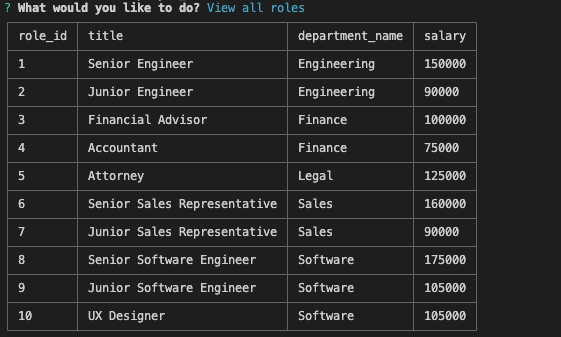 ? What would you like to do? View all roles
role_id title department_name salary
1 Senior Engineer Engineering 150000
2 Junior Engineer Engineering 90000
3 Financial Advisor Finance 100000
4 Accountant Finance 75000
5 Attorney Legal 125000
6 Senior Sales Representative Sales 160000
7 Junior Sales Representative Sales 90000
8 Senior Software Engineer Software 175000
9 Junior Software Engineer Software 105000
10 UX Designer Software 105000